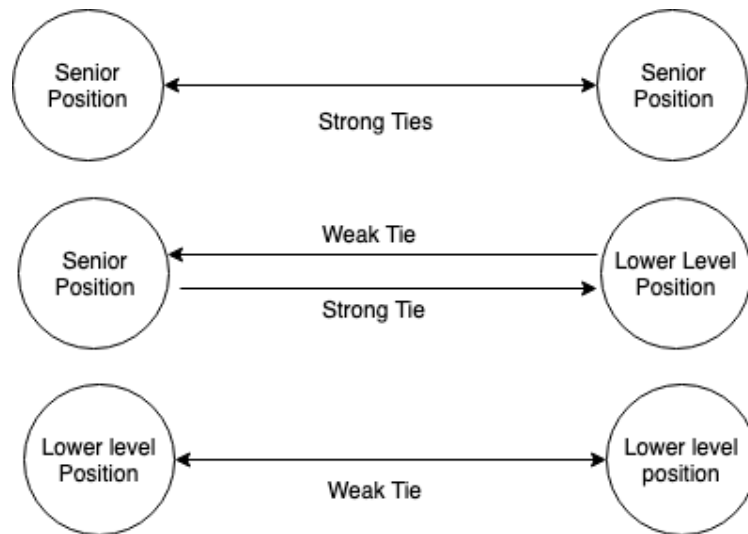 Senior
Position
Strong Ties
Senior
Position
Senior
Position
Weak Tie
Strong Tie
Lower Level
Position
Lower level
Position
Weak Tie
Lower level
position